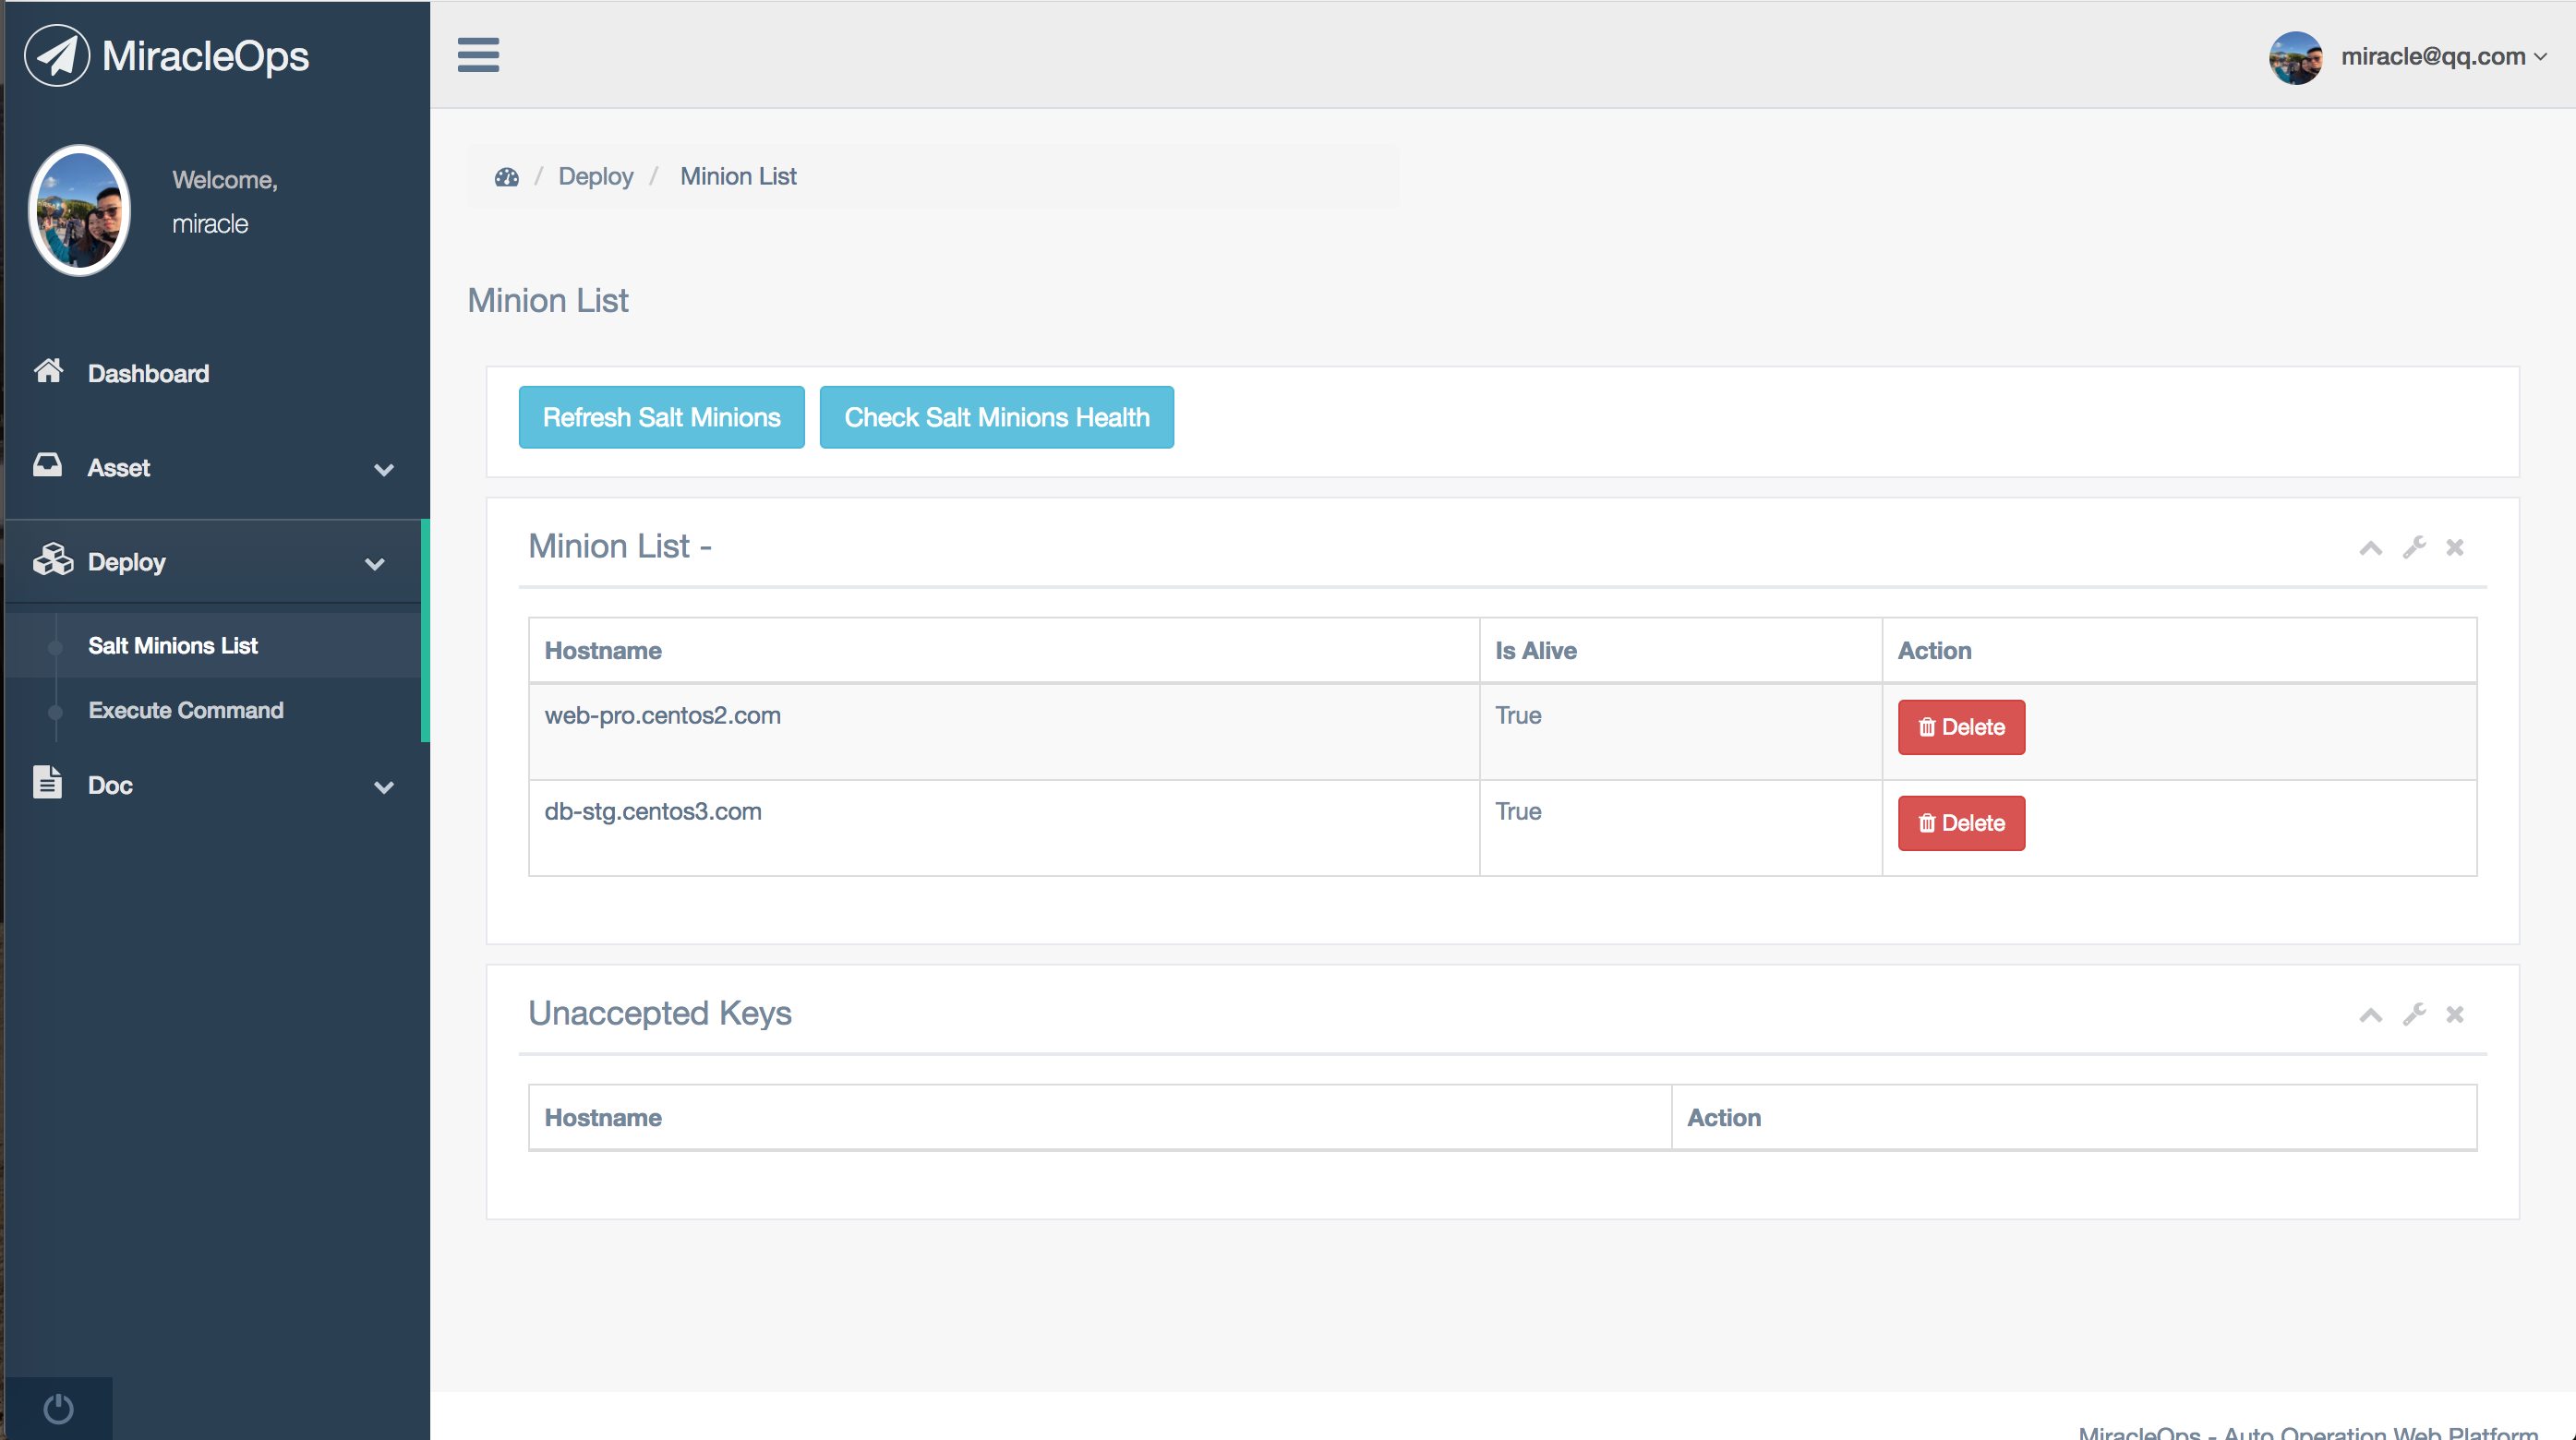 MiracleOps
miracle@qq.com
Welcome,
miracle
Dashboard
Asset
Deploy
Salt Minions List
Execute Command
Doc
/ Deploy / Minion List
Minion List
Refresh Salt Minions Check Salt Minions Health
Minion List -
Hostname Is Alive Action
web-pro.centos2.com True Delete
db-stg.centos3.com True Delete
Unaccepted Keys
Hostname Action
MiracleOps - Auto Operation Web Platform